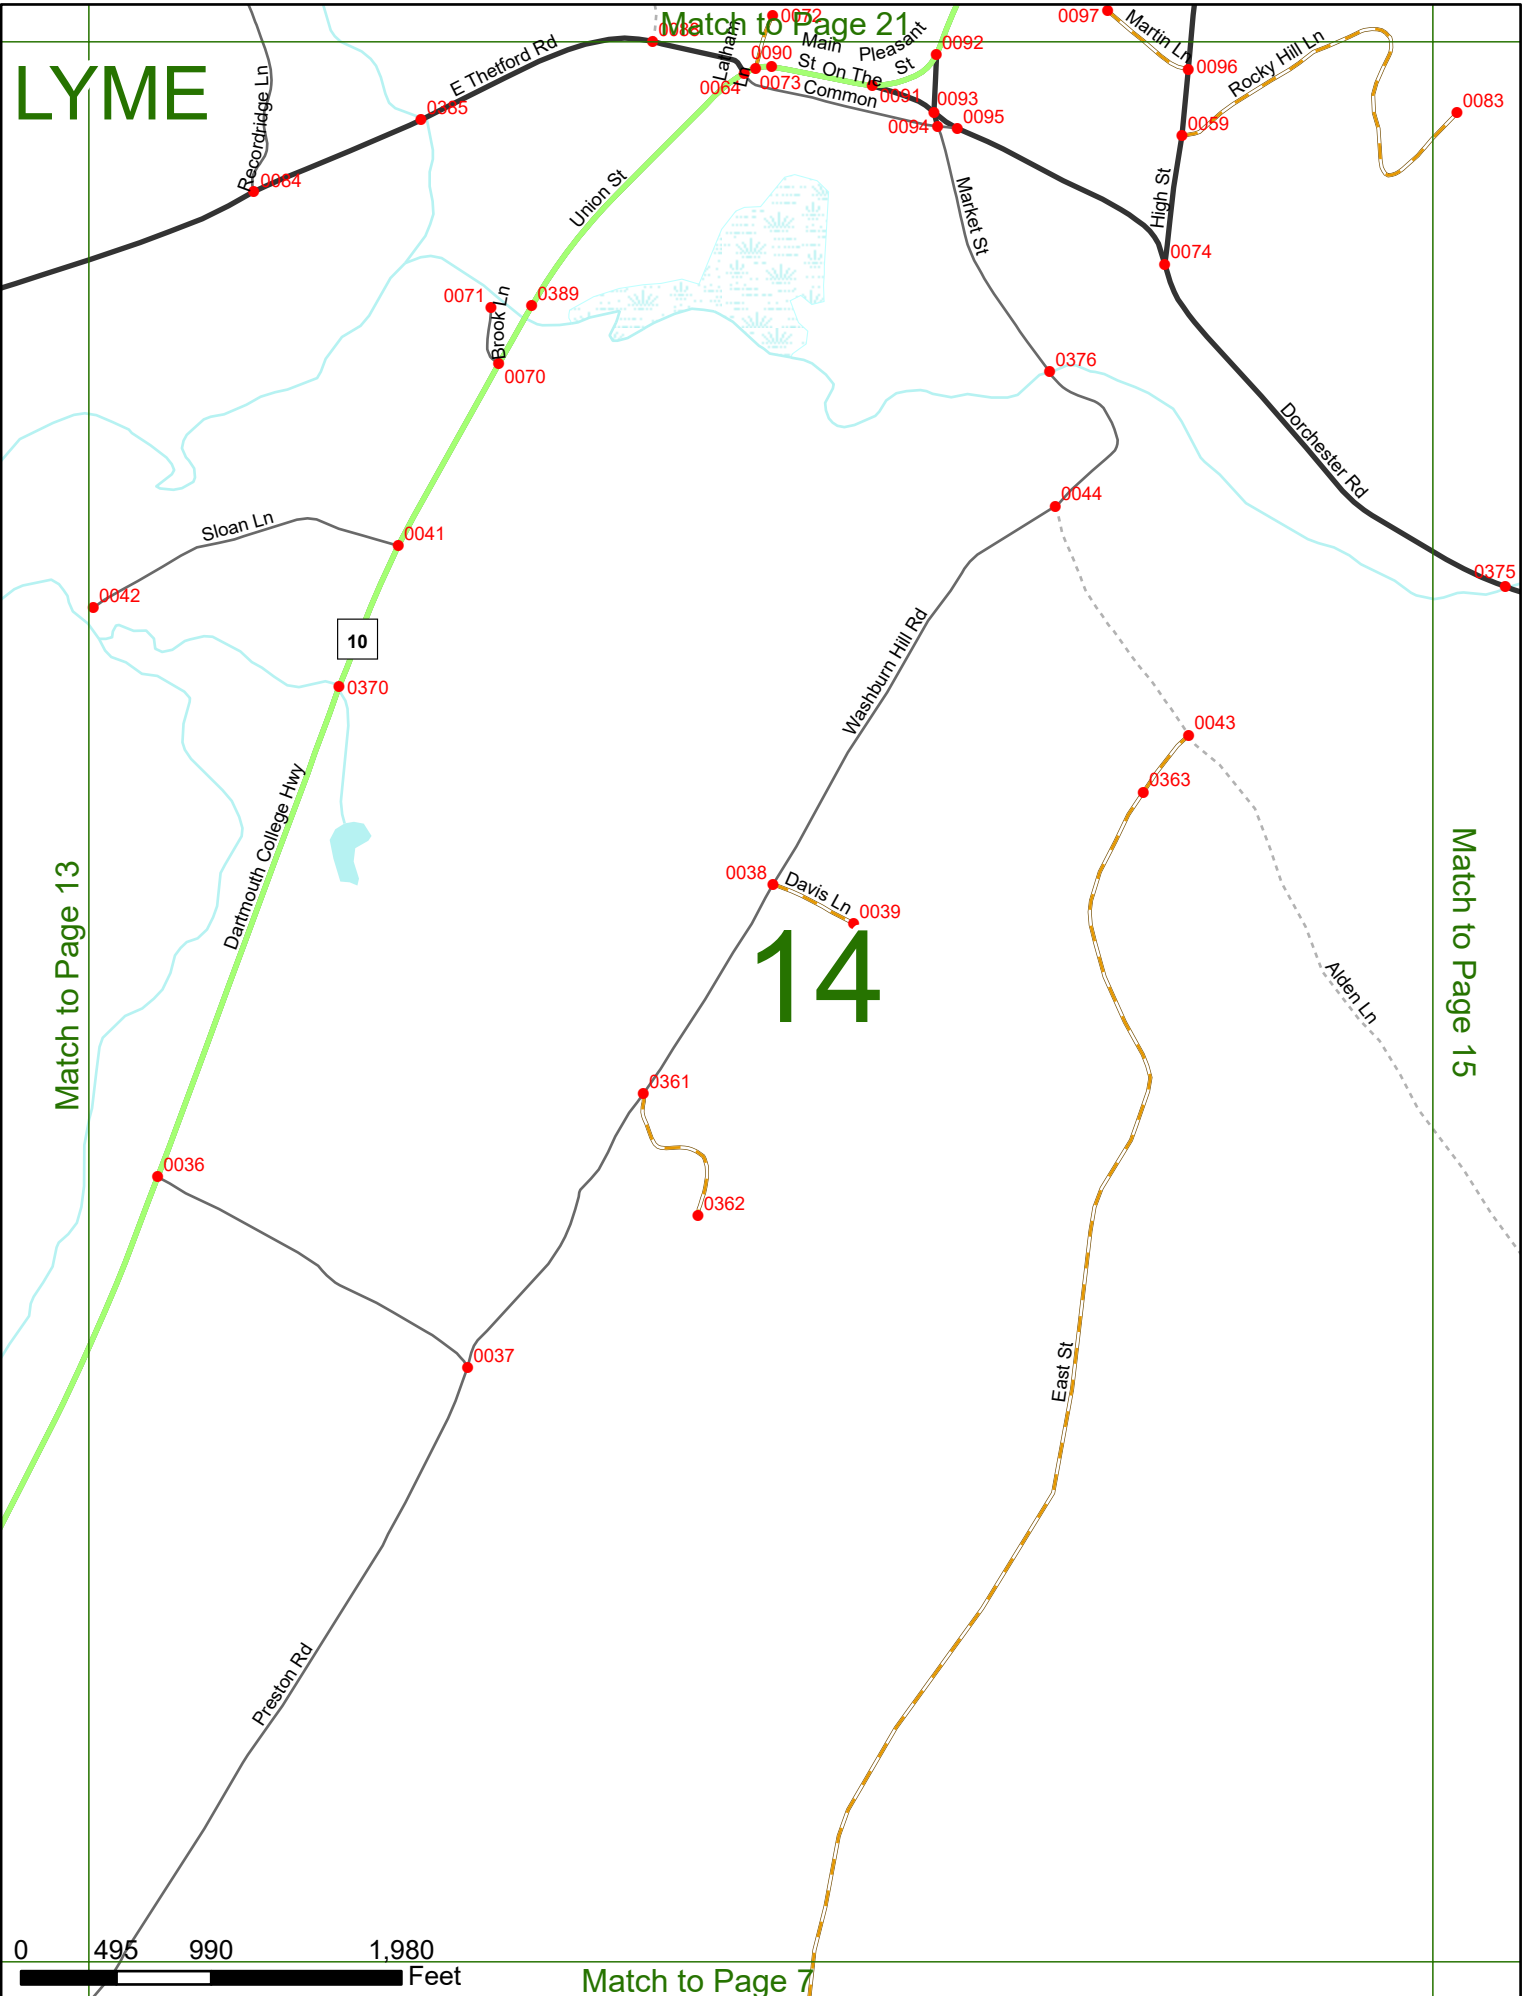 Match to Page 21
LYME
0097
0072
0088
Latham Ln
0090
Main
St On The
Common
Pleasant
St
0092
Martin Ln
0096
Rocky Hill Ln
0083
E Thetford Rd
Recordridge Ln
0385
0064
0073
0091
0093
0095
0094
0059
0084
Union St
Market St
High St
0074
0071
Brook Ln
0389
0070
0376
Dorchester Rd
0044
Sloan Ln
0041
0042
0375
10
Washburn Hill Rd
0370
0043
0363
Dartmouth College Hwy
Match to Page 13
Match to Page 15
0038
Davis Ln
0039
14
Alden Ln
0361
0036
0362
0037
East St
Preston Rd
0 495 990 1,980
Feet
Match to Page 7